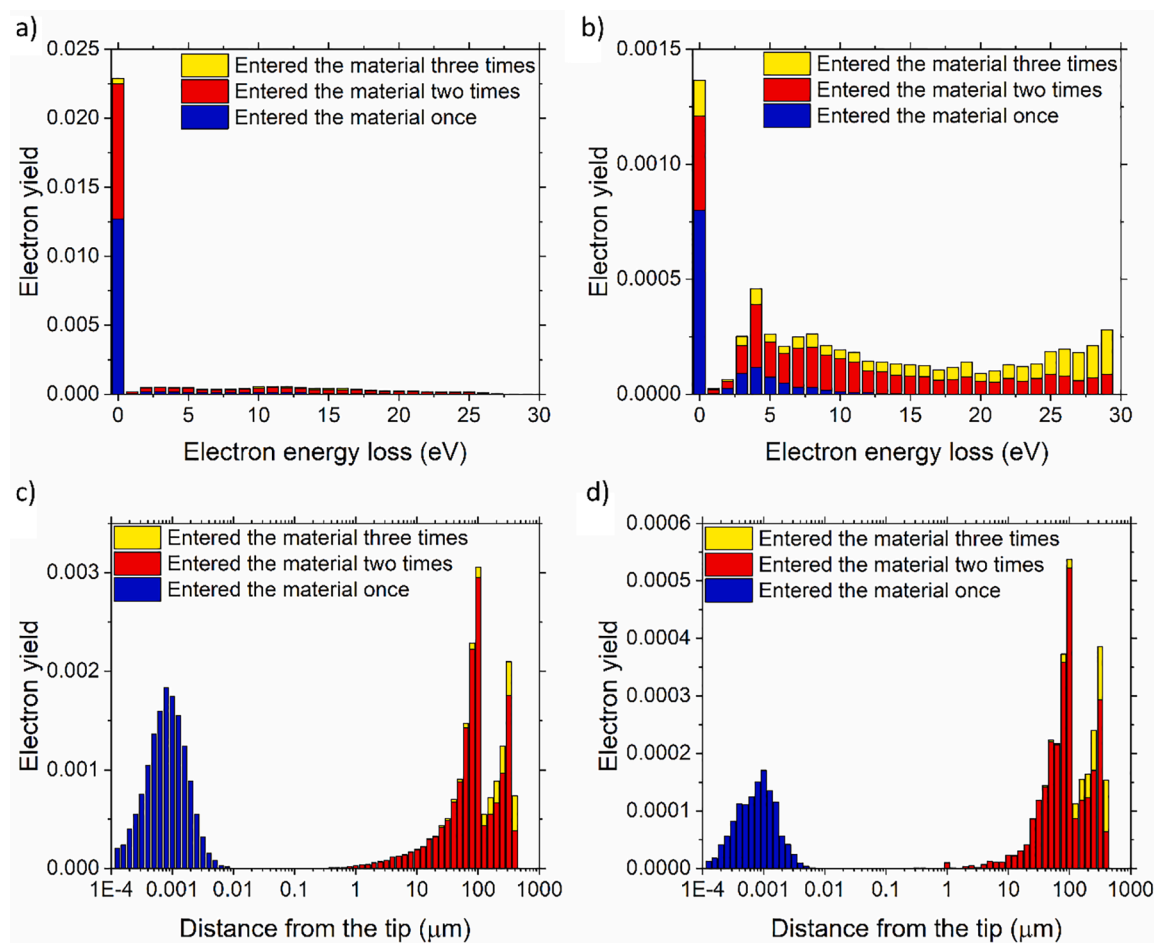 a)
0.025
0.020
0.015
0.010
0.005
0.000
Electron yield
Entered the material three times
Entered the material two times
Entered the material once
0 5 10 15 20 25 30
Electron energy loss (eV)
b)
0.0015
0.0010
0.0005
0.0000
Electron yield
Entered the material three times
Entered the material two times
Entered the material once
0 5 10 15 20 25 30
Electron energy loss (eV)
c)
0.003
0.002
0.001
0.000
Electron yield
Entered the material three times
Entered the material two times
Entered the material once
1E-4 0.001 0.01 0.1 1 10 100 1000
Distance from the tip (μm)
d)
0.0006
0.0005
0.0004
0.0003
0.0002
0.0001
0.0000
Electron yield
Entered the material three times
Entered the material two times
Entered the material once
1E-4 0.001 0.01 0.1 1 10 100 1000
Distance from the tip (μm)